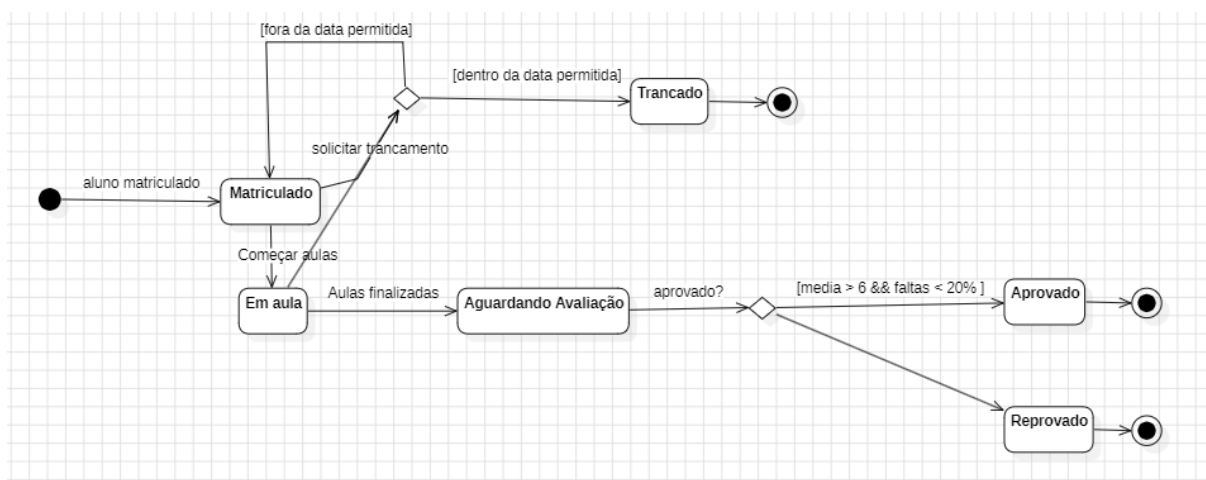 [fora da data permitida]
[dentro da data permitida]
Trancado
solicitar trancamento
aluno matriculado
Matriculado
Começar aulas
Em aula
Aulas finalizadas
Aguardando Avaliação
aprovado?
[media > 6 && faltas < 20% ]
Aprovado
Reprovado